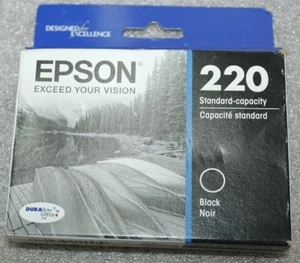 DESIGNED for
EXCELLENCE
EPSON
EXCEED YOUR VISION
220
Standard-capacity
Capacité standard
Black
Noir
DURABrite
Ultra